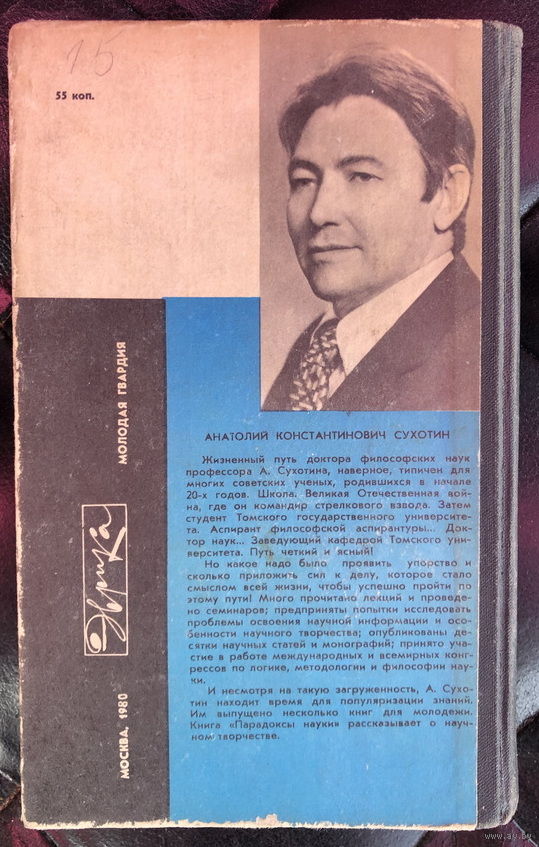 15
55 коп.
АНАТОЛИЙ КОНСТАНТИНОВИЧ СУХОТИН
Жизненный путь доктора философских наук
профессора А. Сухотина, наверное, типичен для
многих советских ученых, родившихся в начале
20-х годов. Школа. Великая Отечественная вой-
на, где он командир стрелкового взвода. Затем
студент Томского государственного университе-
та. Аспирант философской аспирантуры... Док-
тор наук... Заведующий кафедрой Томского уни-
верситета. Путь четкий и ясный!
Но какое надо было проявить упорство и
сколько приложить сил к делу, которое стало
смыслом всей жизни, чтобы успешно пройти по
этому пути! Много прочитано лекций и проведе-
но семинаров; предприняты попытки исследовать
проблемы освоения научной информации и осо-
бенности научного творчества; опубликованы де-
сятки научных статей и монографий; принято уча-
стие в работе международных и всемирных конг-
рессов по логике, методологии и философии нау-
ки.
И несмотря на такую загруженность, А. Сухо-
тин находит время для популяризации знаний.
Им выпущено несколько книг для молодежи.
Книга «Парадоксы науки» рассказывает о науч-
ном творчестве.
МОСКВА, 1980
Эврика
МОЛОДАЯ ГВАРДИЯ
www.ay.by